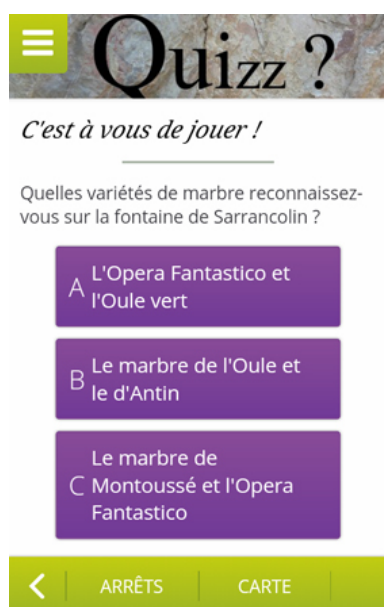 Quizz ?
C'est à vous de jouer !
Quelles variétés de marbre reconnaissez-
vous sur la fontaine de Sarrancolin ?
A L'Opera Fantastico et
l'Oule vert
B Le marbre de l'Oule et
le d'Antin
C Le marbre de
Montoussé et l'Opera
Fantastico
ARRÊTS CARTE